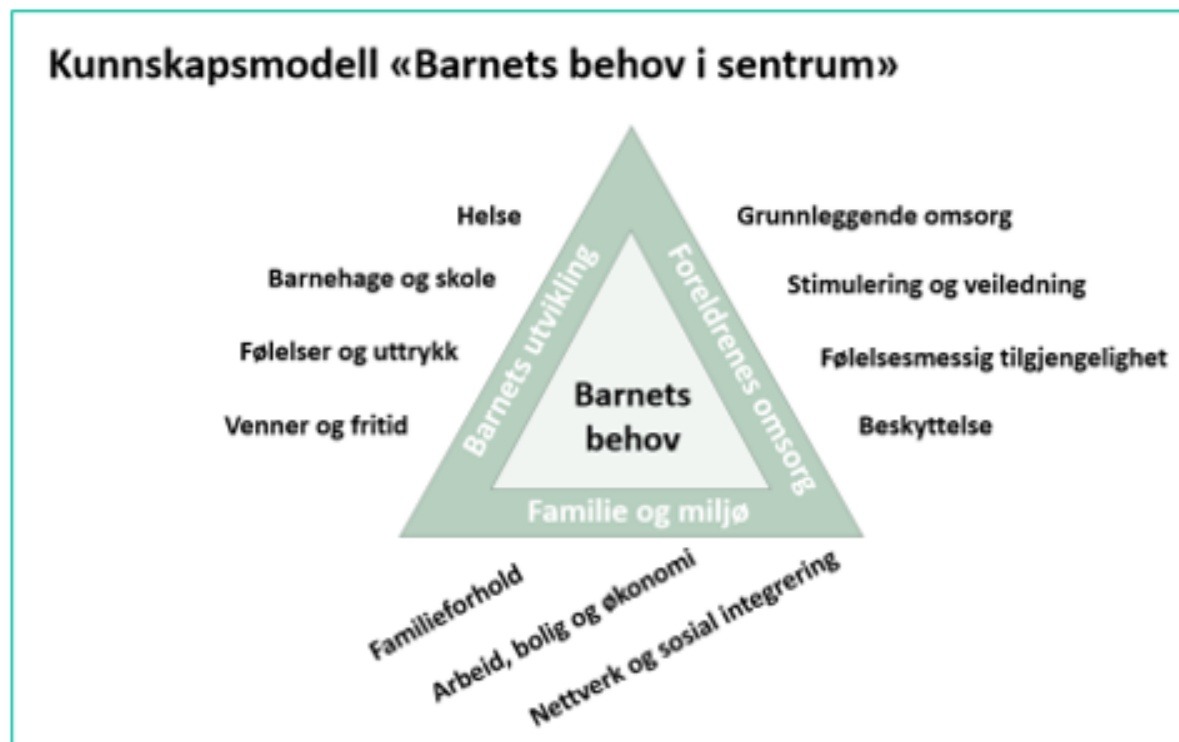 Kunnskapsmodell «Barnets behov i sentrum»
Helse
Barnehage og skole
Følelser og uttrykk
Venner og fritid
Barnets utvikling
Barnets
behov
Foreldrenes omsorg
Grunnleggende omsorg
Stimulering og veiledning
Følelsesmessig tilgjengelighet
Beskyttelse
Familie og miljø
Familieforhold
Arbeid, bolig og økonomi
Nettverk og sosial integrering